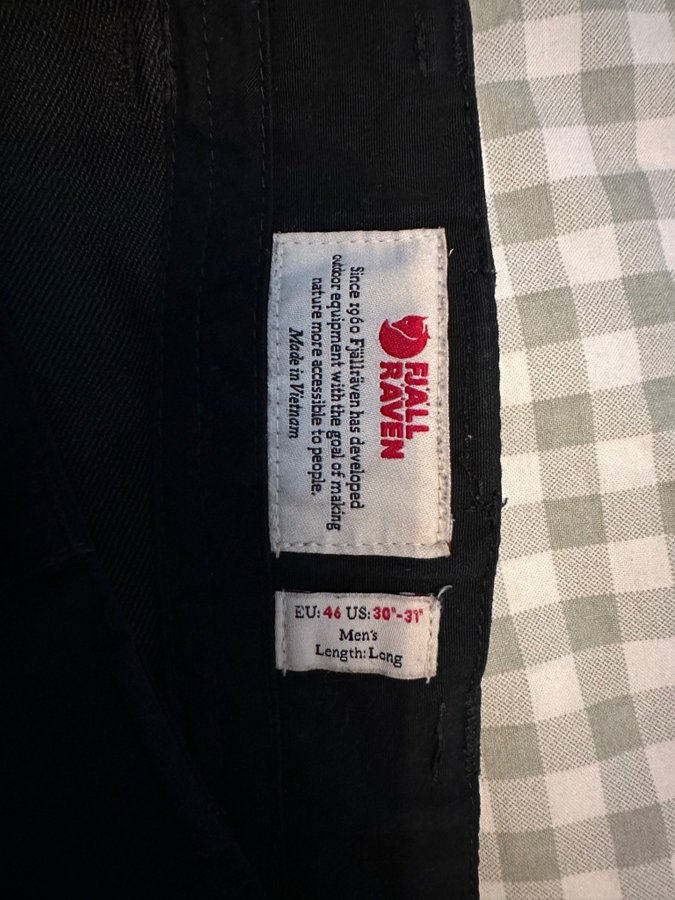 FJÄLL
RÄVEN
Since 1960 Fjällräven has developed
outdoor equipment with the goal of making
nature more accessible to people.
Made in Vietnam
EU: 46 US: 30"-31"
Men's
Length: Long